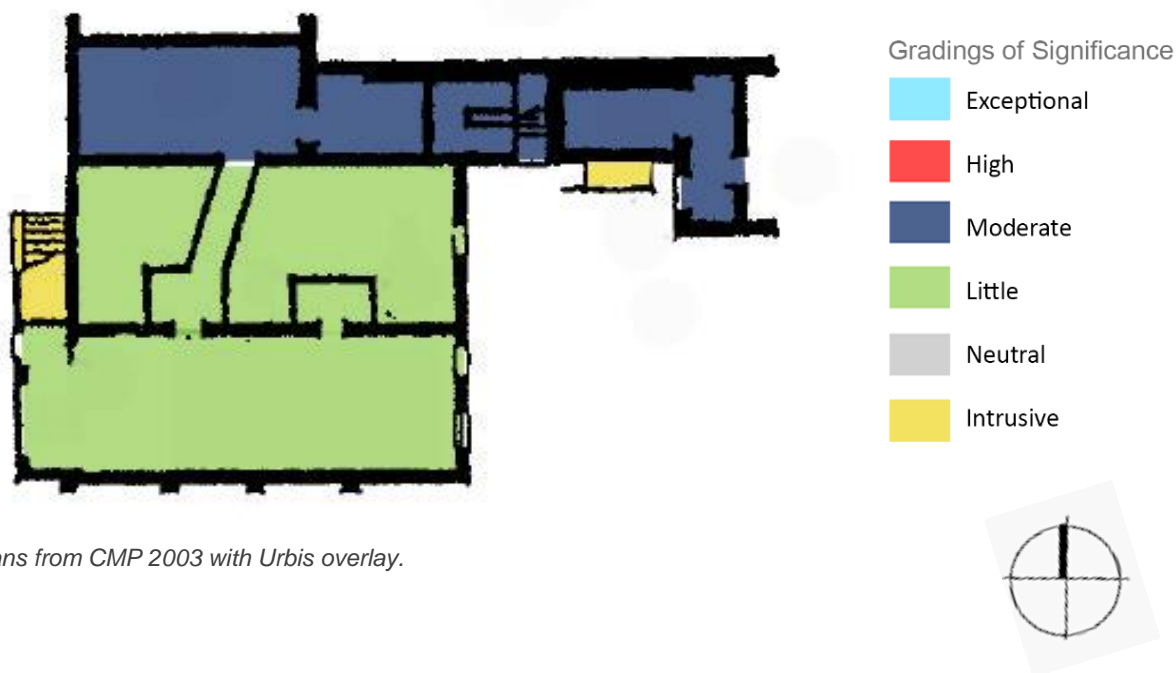 Gradings of Significance
Exceptional
High
Moderate
Little
Neutral
Intrusive
ans from CMP 2003 with Urbis overlay.